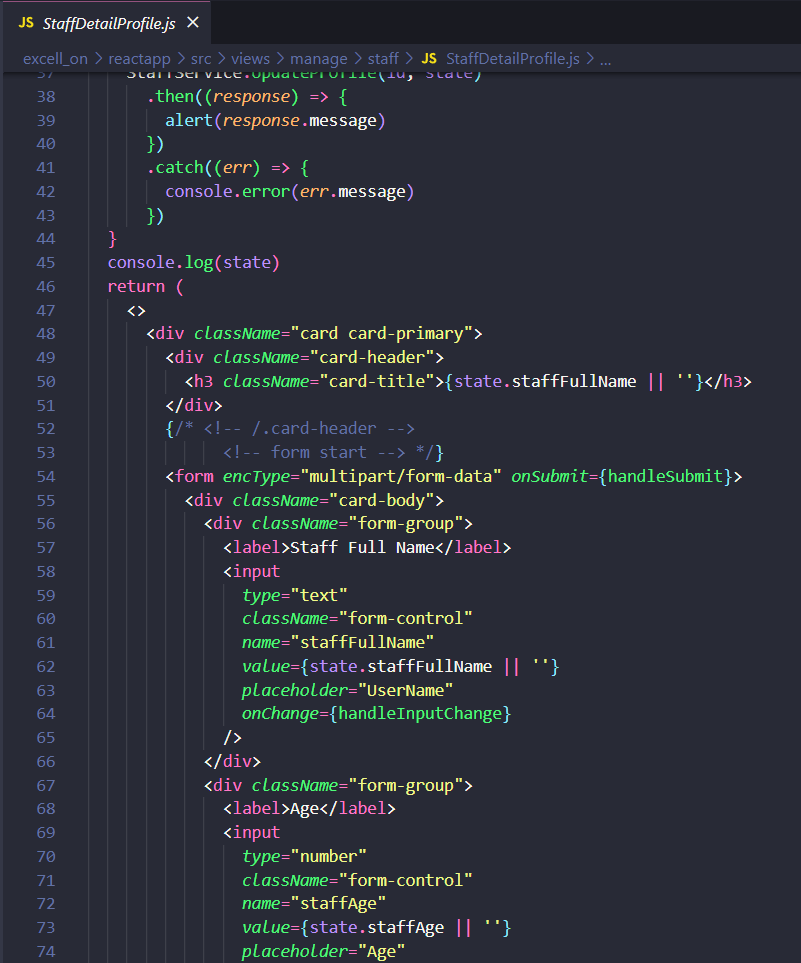 JS StaffDetailProfile.js ×
excell_on > reactapp > src > views > manage > staff > JS StaffDetailProfile.js > ...
37 StaffService.UpdateProfile(id, state)
38 .then((response) => {
39 alert(response.message)
40 })
41 .catch((err) => {
42 console.error(err.message)
43 })
44 }
45 console.log(state)
46 return (
47 <>
48 <div className="card card-primary">
49 <div className="card-header">
50 <h3 className="card-title">{state.staffFullName || ''}</h3>
51 </div>
52 {/* <!-- /.card-header -->
53 <!-- form start --> */}
54 <form encType="multipart/form-data" onSubmit={handleSubmit}>
55 <div className="card-body">
56 <div className="form-group">
57 <label>Staff Full Name</label>
58 <input
59 type="text"
60 className="form-control"
61 name="staffFullName"
62 value={state.staffFullName || ''}
63 placeholder="UserName"
64 onChange={handleInputChange}
65 />
66 </div>
67 <div className="form-group">
68 <label>Age</label>
69 <input
70 type="number"
71 className="form-control"
72 name="staffAge"
73 value={state.staffAge || ''}
74 placeholder="Age"